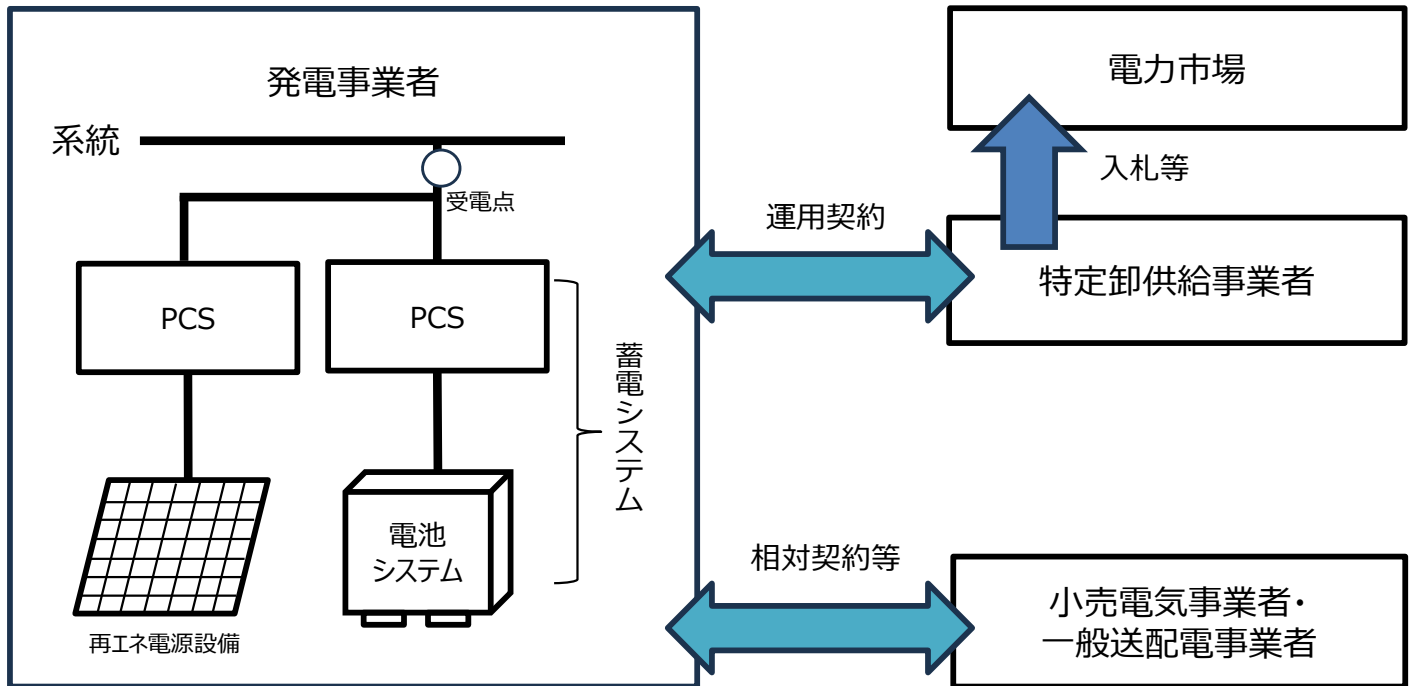 発電事業者
系統
受電点
PCS
PCS
蓄電システム
電池
システム
再エネ電源設備
運用契約
相対契約等
電力市場
入札等
特定卸供給事業者
小売電気事業者・
一般送配電事業者